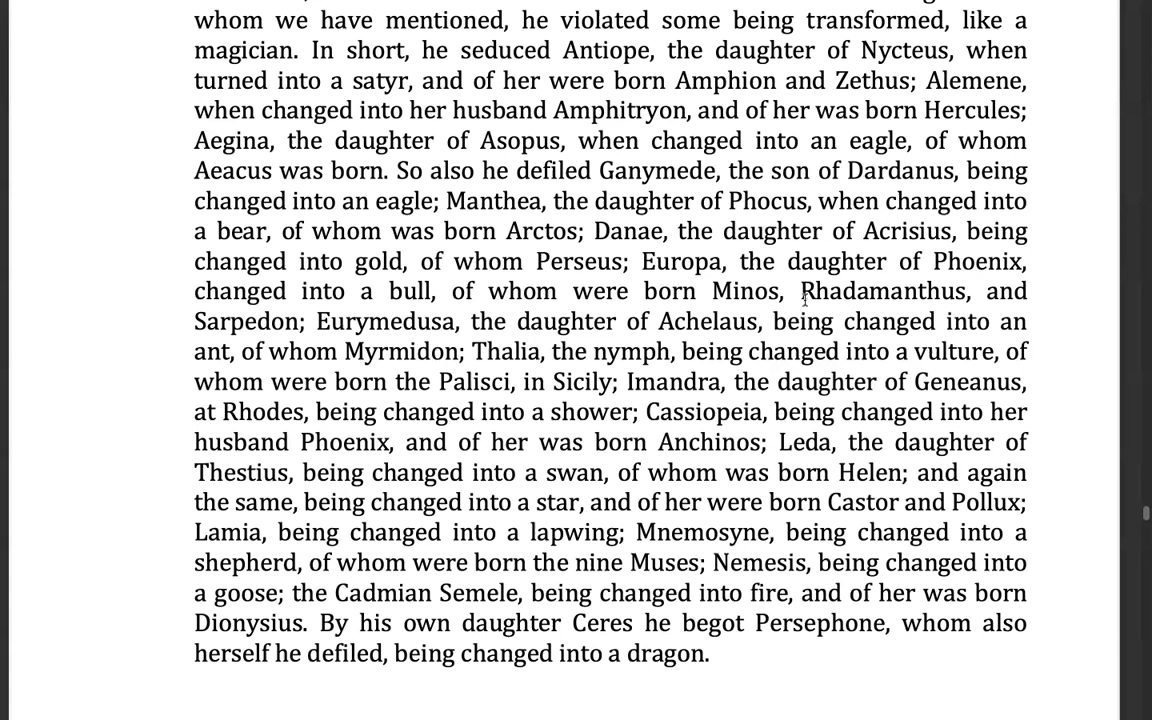 whom we have mentioned, he violated some being transformed, like a
magician. In short, he seduced Antiope, the daughter of Nycteus, when
turned into a satyr, and of her were born Amphion and Zethus; Alemene,
when changed into her husband Amphitryon, and of her was born Hercules;
Aegina, the daughter of Asopus, when changed into an eagle, of whom
Aeacus was born. So also he defiled Ganymede, the son of Dardanus, being
changed into an eagle; Manthea, the daughter of Phocus, when changed into
a bear, of whom was born Arctos; Danae, the daughter of Acrisius, being
changed into gold, of whom Perseus; Europa, the daughter of Phoenix,
changed into a bull, of whom were born Minos, Rhadamanthus, and
Sarpedon; Eurymedusa, the daughter of Achelaus, being changed into an
ant, of whom Myrmidon; Thalia, the nymph, being changed into a vulture, of
whom were born the Palisci, in Sicily; Imandra, the daughter of Geneanus,
at Rhodes, being changed into a shower; Cassiopeia, being changed into her
husband Phoenix, and of her was born Anchinos; Leda, the daughter of
Thestius, being changed into a swan, of whom was born Helen; and again
the same, being changed into a star, and of her were born Castor and Pollux;
Lamia, being changed into a lapwing; Mnemosyne, being changed into a
shepherd, of whom were born the nine Muses; Nemesis, being changed into
a goose; the Cadmian Semele, being changed into fire, and of her was born
Dionysius. By his own daughter Ceres he begot Persephone, whom also
herself he defiled, being changed into a dragon.